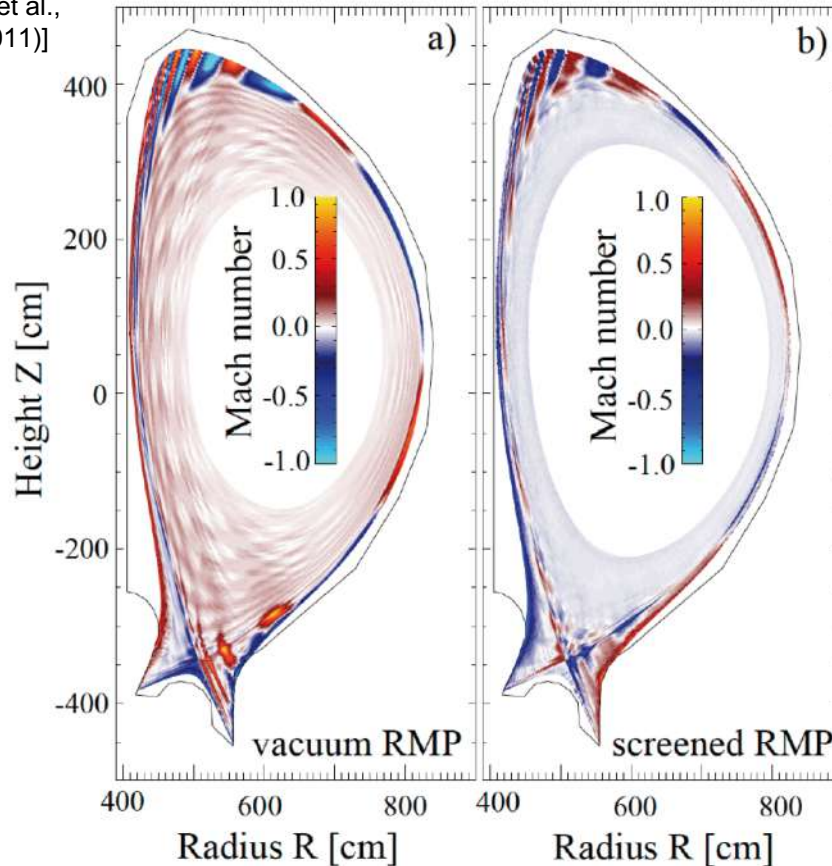 et al.,
011)]
a)
b)
400
200
0
-200
-400
Height Z [cm]
1.0
0.5
0.0
-0.5
-1.0
Mach number
1.0
0.5
0.0
-0.5
-1.0
Mach number
vacuum RMP
screened RMP
400
600
800
400
600
800
Radius R [cm]
Radius R [cm]